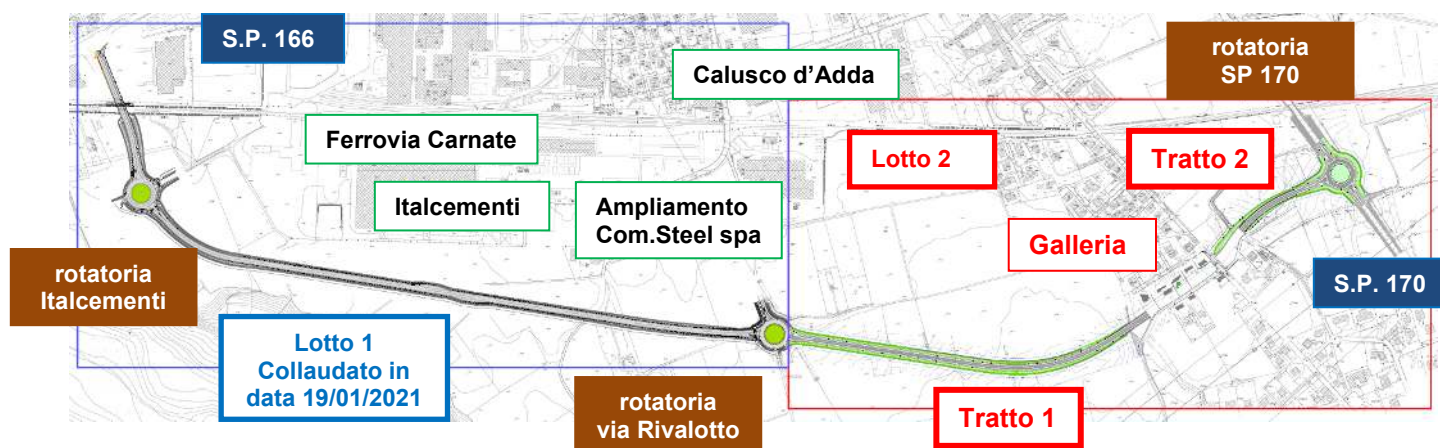 S.P. 166
rotatoria
SP 170
Calusco d’Adda
Ferrovia Carnate
Lotto 2
Tratto 2
Italcementi
Ampliamento
Com.Steel spa
Galleria
rotatoria
Italcementi
S.P. 170
Lotto 1
Collaudato in
data 19/01/2021
rotatoria
via Rivalotto
Tratto 1